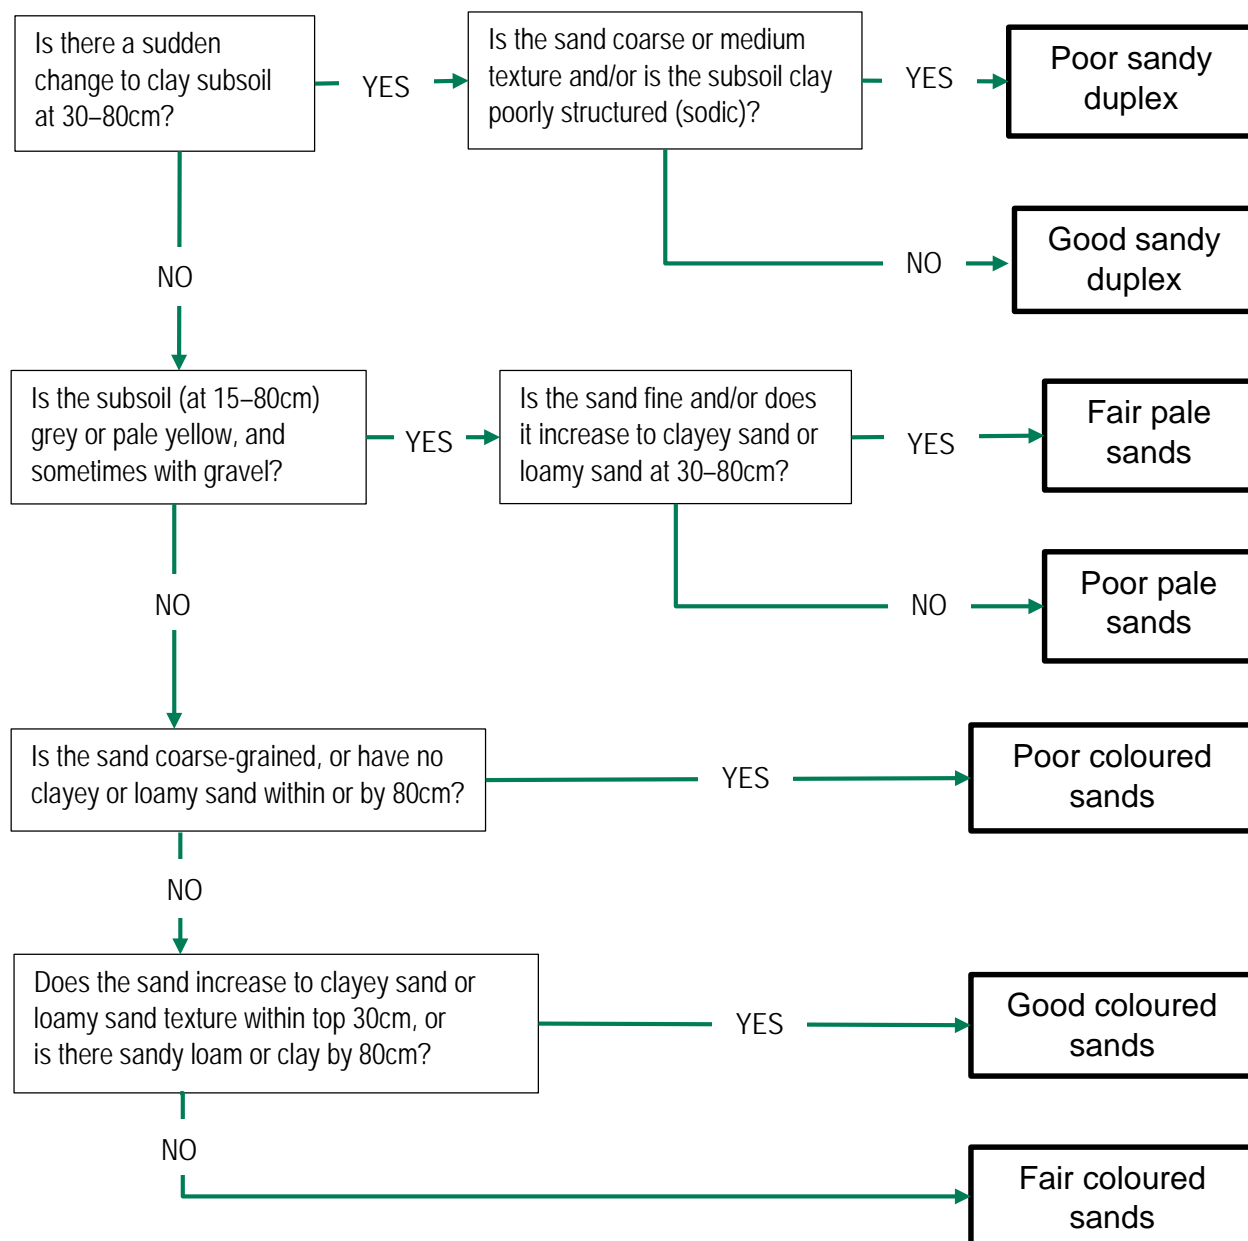 Is there a sudden
change to clay subsoil
at 30–80cm?
YES
Is the sand coarse or medium
texture and/or is the subsoil clay
poorly structured (sodic)?
YES
Poor sandy
duplex
NO
Good sandy
duplex
NO
Is the subsoil (at 15–80cm)
grey or pale yellow, and
sometimes with gravel?
YES
Is the sand fine and/or does
it increase to clayey sand or
loamy sand at 30–80cm?
YES
Fair pale
sands
NO
Poor pale
sands
NO
Is the sand coarse-grained, or have no
clayey or loamy sand within or by 80cm?
YES
Poor coloured
sands
NO
Does the sand increase to clayey sand or
loamy sand texture within top 30cm, or
is there sandy loam or clay by 80cm?
YES
Good coloured
sands
NO
Fair coloured
sands